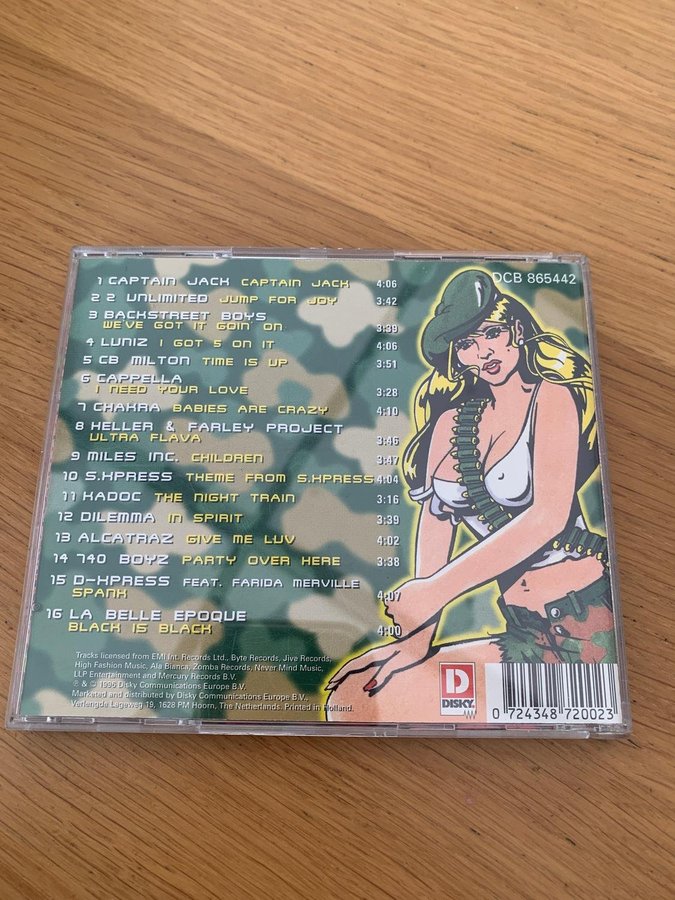 DCB 865442
1 CAPTAIN JACK CAPTAIN JACK 4:06
2 2 UNLIMITED JUMP FOR JOY 3:42
3 BACKSTREET BOYS
WE'VE GOT IT GOIN' ON 3:39
4 LUNIZ I GOT 5 ON IT 4:06
5 CB MILTON TIME IS UP 3:51
6 CAPPELLA
I NEED YOUR LOVE 3:28
7 CHAKRA BABIES ARE CRAZY 4:10
8 HELLER & FARLEY PROJECT
ULTRA FLAVA 3:46
9 MILES INC. CHILDREN 3:47
10 S.XPRESS THEME FROM S.XPRESS 4:04
11 KADOC THE NIGHT TRAIN 3:16
12 DILEMMA IN SPIRIT 3:39
13 ALCATRAZ GIVE ME LUV 4:02
14 740 BOYZ PARTY OVER HERE 3:38
15 D-XPRESS FEAT. FARIDA MERVILLE
SPANK 4:07
16 LA BELLE EPOQUE
BLACK IS BLACK 4:00
Tracks licensed from EMI Int. Records Ltd., Byte Records, Jive Records,
High Fashion Music, Ala Bianca, Zomba Records, Never Mind Music,
LLP Entertainment and Mercury Records B.V.
℗ & © 1996 Disky Communications Europe B.V.
Marketed and distributed by Disky Communications Europe B.V.
Verlengde Lageweg 19, 1628 PM Hoorn, The Netherlands. Printed in Holland.
D
DISKY
0 724348 720023